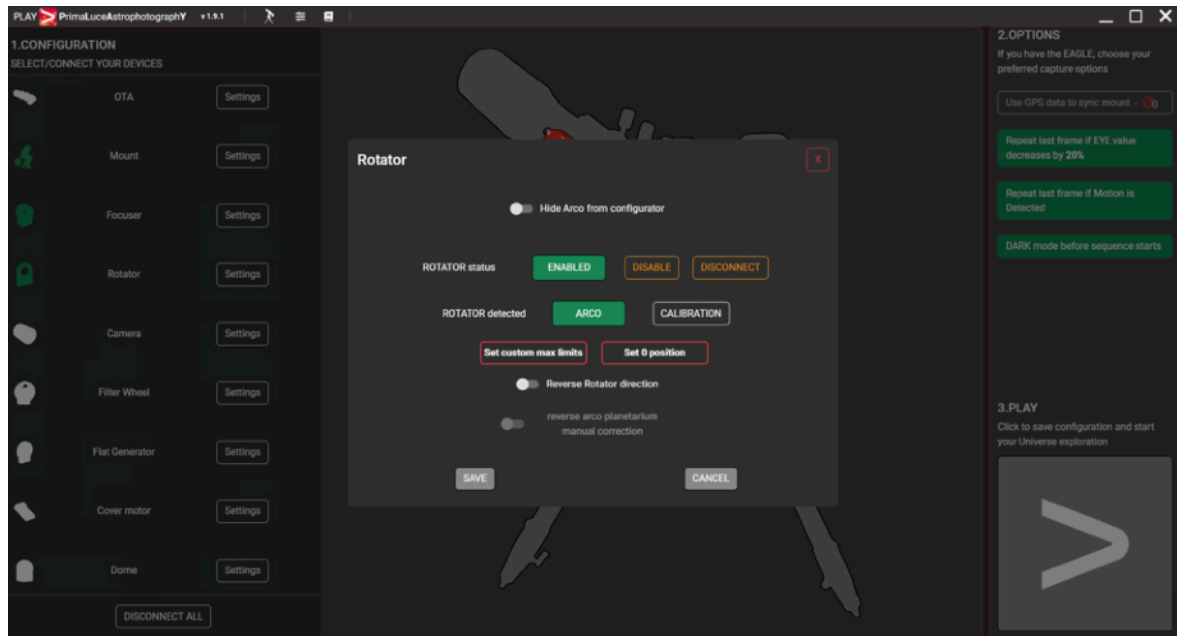 PLAY PrimaLuceAstrophotographY v1.9.1
1.CONFIGURATION
SELECT/CONNECT YOUR DEVICES
OTA Settings
Mount Settings
Focuser Settings
Rotator Settings
Camera Settings
Filter Wheel Settings
Flat Generator Settings
Cover motor Settings
Dome Settings
DISCONNECT ALL
Rotator X
Hide Arco from configurator
ROTATOR status ENABLED DISABLE DISCONNECT
ROTATOR detected ARCO CALIBRATION
Set custom max limits Set 0 position
Reverse Rotator direction
reverse arco planetarium
manual correction
SAVE CANCEL
2.OPTIONS
If you have the EAGLE, choose your
preferred capture options
Use GPS data to sync mount - 0
Repeat last frame if EYE value
decreases by 20%
Repeat last frame if Motion is
Detected
DARK mode before sequence starts
3.PLAY
Click to save configuration and start
your Universe exploration